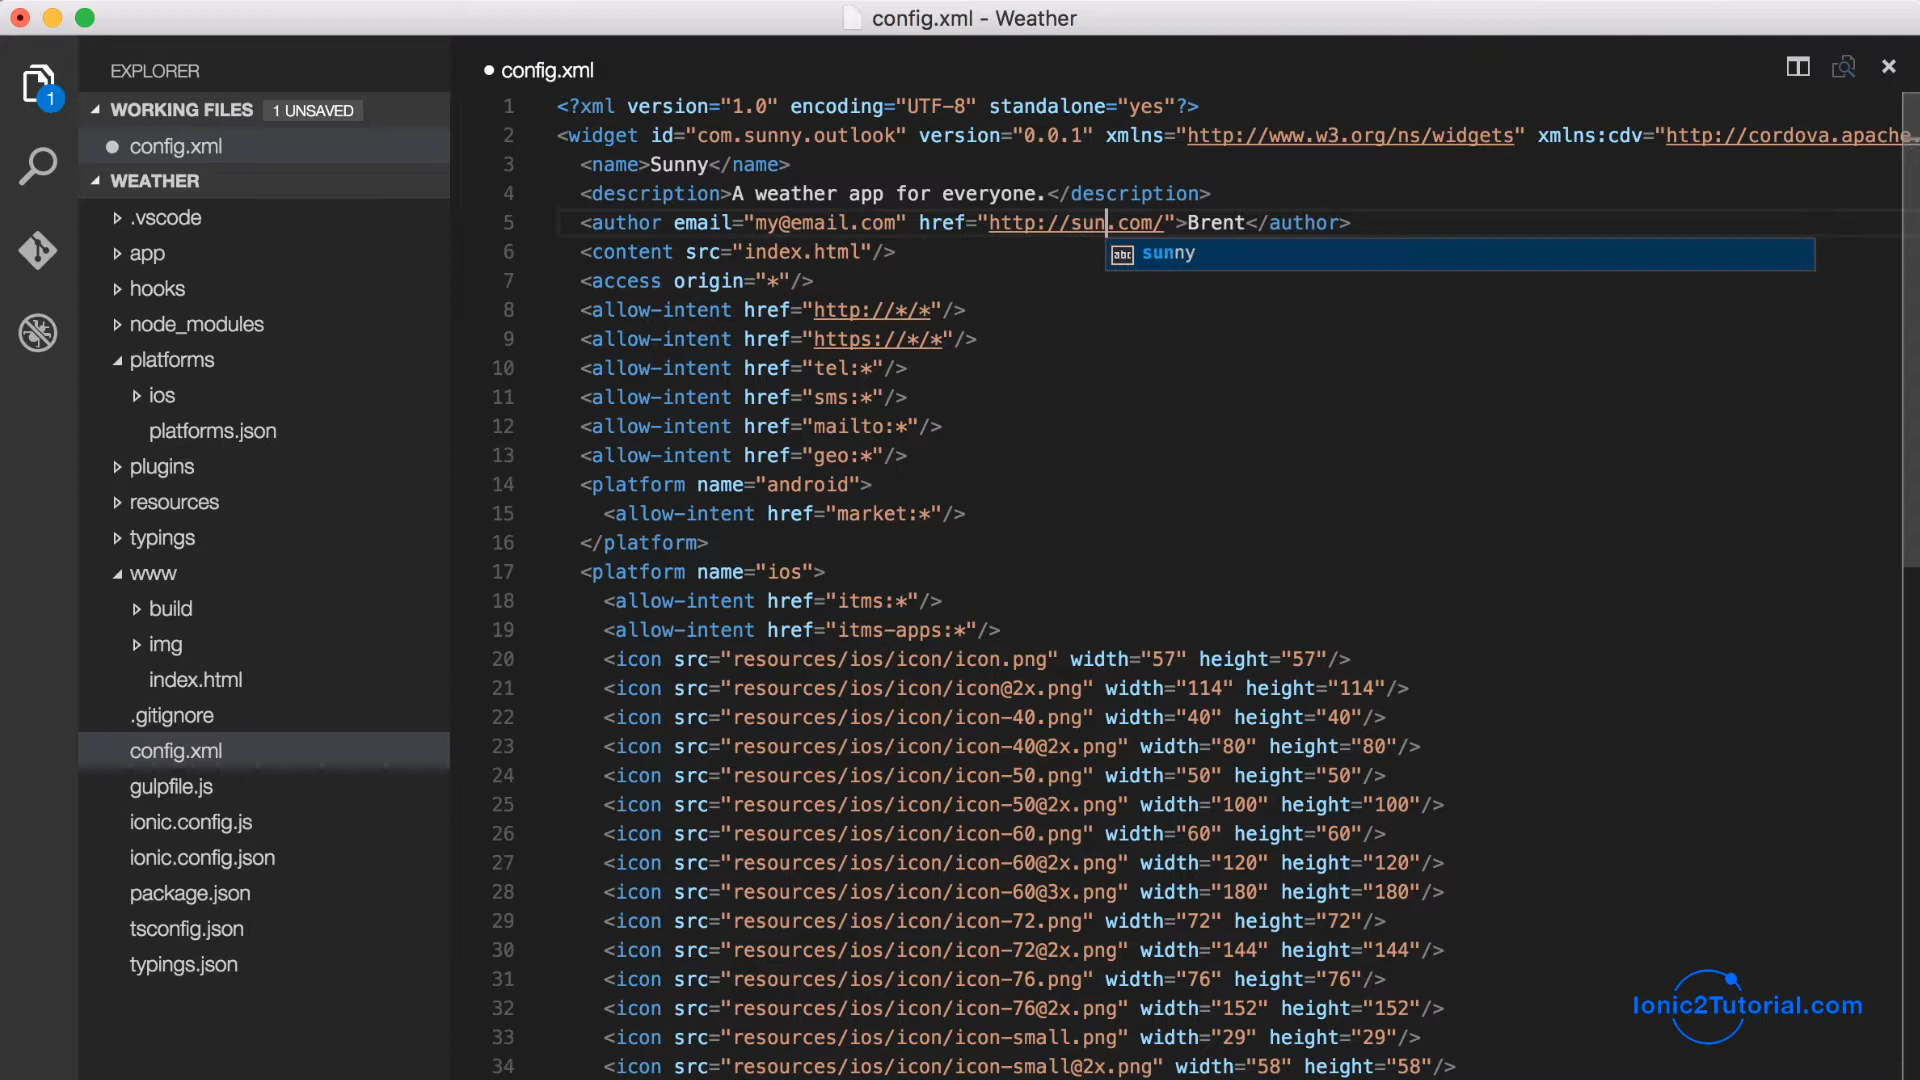 config.xml - Weather
EXPLORER
WORKING FILES 1 UNSAVED
config.xml
WEATHER
.vscode
app
hooks
node_modules
platforms
ios
platforms.json
plugins
resources
typings
www
build
img
index.html
.gitignore
config.xml
gulpfile.js
ionic.config.js
ionic.config.json
package.json
tsconfig.json
typings.json
1
config.xml
1 <?xml version="1.0" encoding="UTF-8" standalone="yes"?>
2 <widget id="com.sunny.outlook" version="0.0.1" xmlns="http://www.w3.org/ns/widgets" xmlns:cdv="http://cordova.apache.
3 <name>Sunny</name>
4 <description>A weather app for everyone.</description>
5 <author email="my@email.com" href="http://sun.com/">Brent</author>
abc sunny
6 <content src="index.html"/>
7 <access origin="*"/>
8 <allow-intent href="http://*/*"/>
9 <allow-intent href="https://*/*"/>
10 <allow-intent href="tel:*"/>
11 <allow-intent href="sms:*"/>
12 <allow-intent href="mailto:*"/>
13 <allow-intent href="geo:*"/>
14 <platform name="android">
15 <allow-intent href="market:*"/>
16 </platform>
17 <platform name="ios">
18 <allow-intent href="itms:*"/>
19 <allow-intent href="itms-apps:*"/>
20 <icon src="resources/ios/icon/icon.png" width="57" height="57"/>
21 <icon src="resources/ios/icon/icon@2x.png" width="114" height="114"/>
22 <icon src="resources/ios/icon/icon-40.png" width="40" height="40"/>
23 <icon src="resources/ios/icon/icon-40@2x.png" width="80" height="80"/>
24 <icon src="resources/ios/icon/icon-50.png" width="50" height="50"/>
25 <icon src="resources/ios/icon/icon-50@2x.png" width="100" height="100"/>
26 <icon src="resources/ios/icon/icon-60.png" width="60" height="60"/>
27 <icon src="resources/ios/icon/icon-60@2x.png" width="120" height="120"/>
28 <icon src="resources/ios/icon/icon-60@3x.png" width="180" height="180"/>
29 <icon src="resources/ios/icon/icon-72.png" width="72" height="72"/>
30 <icon src="resources/ios/icon/icon-72@2x.png" width="144" height="144"/>
31 <icon src="resources/ios/icon/icon-76.png" width="76" height="76"/>
32 <icon src="resources/ios/icon/icon-76@2x.png" width="152" height="152"/>
33 <icon src="resources/ios/icon/icon-small.png" width="29" height="29"/>
34 <icon src="resources/ios/icon/icon-small@2x.png" width="58" height="58"/>
Ionic2Tutorial.com